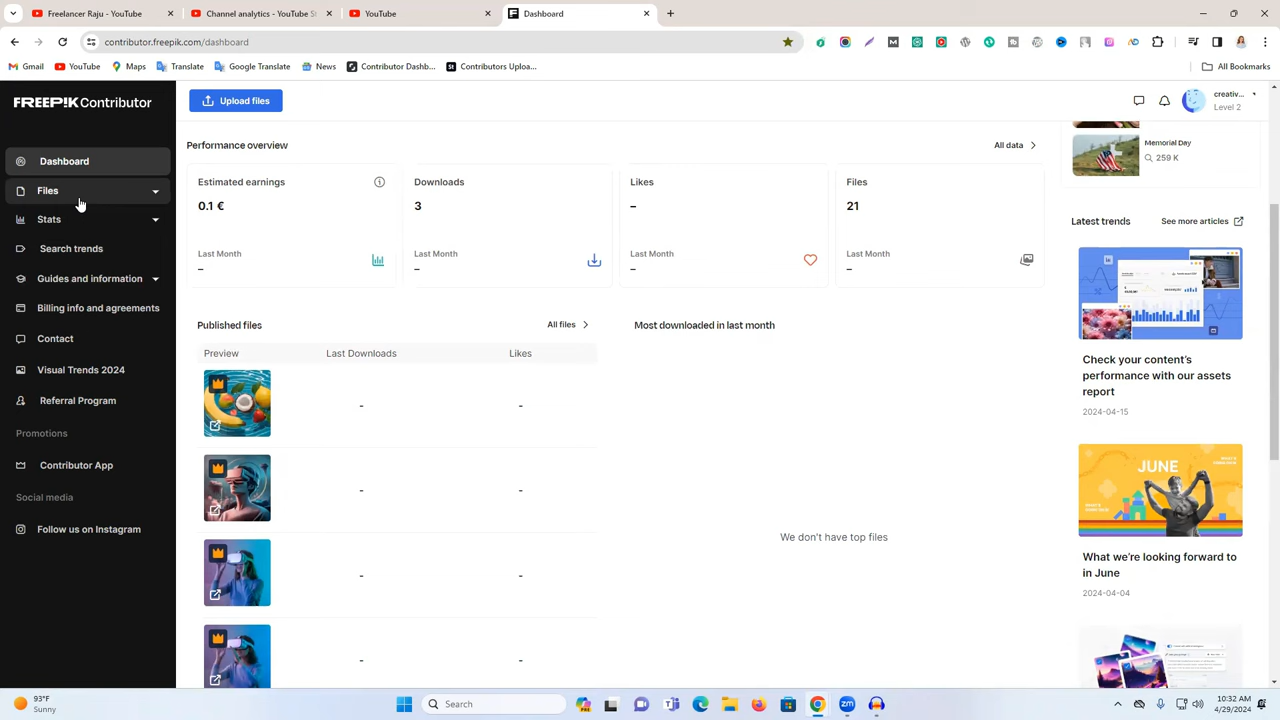 Freelancer Raju - YouTube
Contributor analytics - YouTube St
YouTube
Dashboard
contributor.freepik.com/dashboard
Gmail
YouTube
Maps
Translate
Google Translate
News
Contributor Dashb...
Contributors Uploa...
All Bookmarks
FREEPIK Contributor
Upload files
creativ...
Level 2
Dashboard
Files
Stats
Search trends
Guides and information
Billing info and agreements
Contact
Visual Trends 2024
Referral Program
Promotions
Contributor App
Social media
Follow us on Instagram
Performance overview
All data
Estimated earnings
0.1 €
Last Month
–
Downloads
3
Last Month
–
Likes
–
Last Month
–
Files
21
Last Month
–
Published files
All files
Preview
Last Downloads
Likes
-
-
-
-
-
-
-
-
Most downloaded in last month
We don't have top files
Memorial Day
259 K
Latest trends
See more articles
Check your content's
performance with our assets
report
2024-04-15
WHAT'S
COMING FROM
JUNE
What we're looking forward to
in June
2024-04-04
93°F
Sunny
Search
10:32 AM
4/29/2024